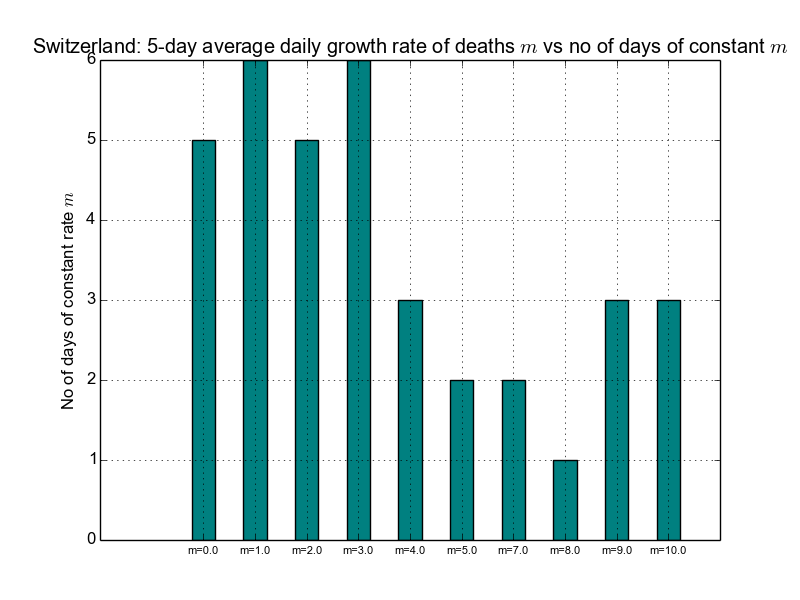 Switzerland: 5-day average daily growth rate of deaths m vs no of days of constant m
No of days of constant rate m
6
5
4
3
2
1
0
m=0.0 m=1.0 m=2.0 m=3.0 m=4.0 m=5.0 m=7.0 m=8.0 m=9.0 m=10.0